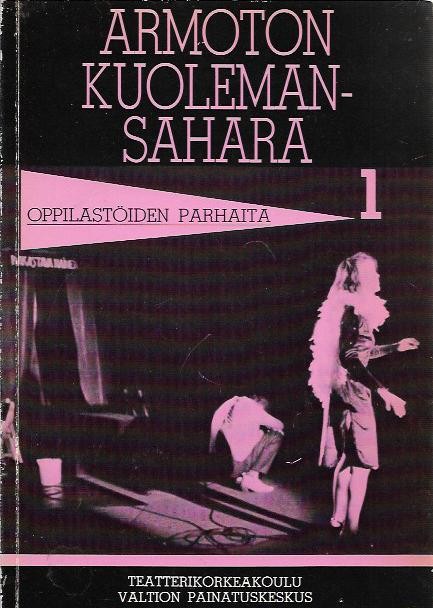 ARMOTON
KUOLEMAN-
SAHARA
1
OPPILASTÖIDEN PARHAITA
TEATTERIKORKEAKOULU
VALTION PAINATUSKESKUS